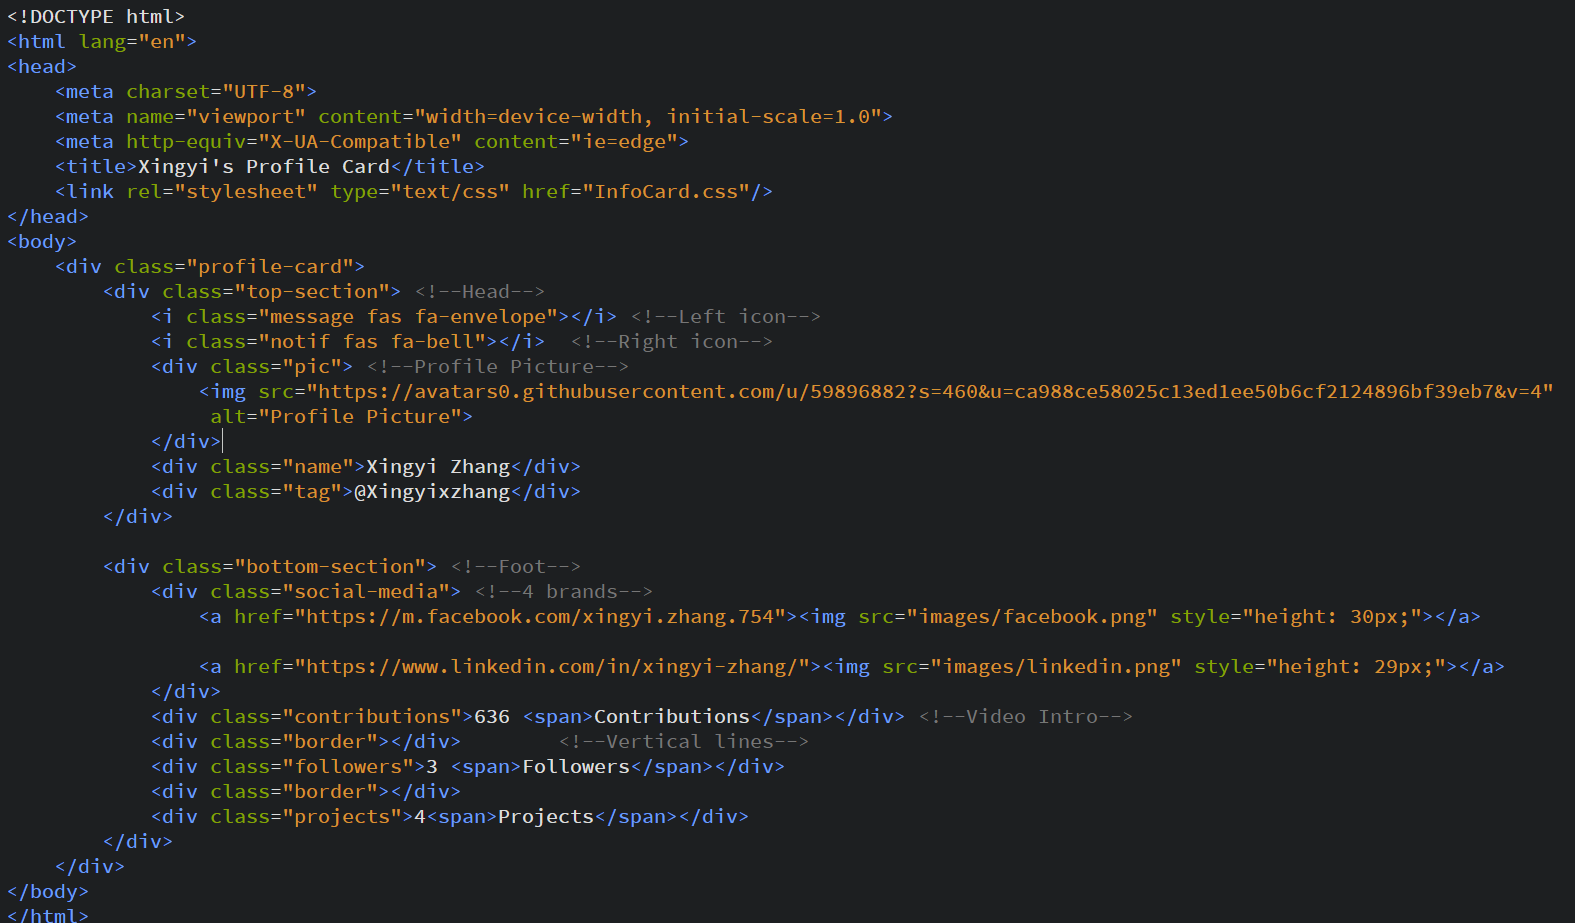 <!DOCTYPE html>
<html lang="en">
<head>
    <meta charset="UTF-8">
    <meta name="viewport" content="width=device-width, initial-scale=1.0">
    <meta http-equiv="X-UA-Compatible" content="ie=edge">
    <title>Xingyi's Profile Card</title>
    <link rel="stylesheet" type="text/css" href="InfoCard.css"/>
</head>
<body>
    <div class="profile-card">
        <div class="top-section"> <!--Head-->
            <i class="message fas fa-envelope"></i> <!--Left icon-->
            <i class="notif fas fa-bell"></i>  <!--Right icon-->
            <div class="pic"> <!--Profile Picture-->
                <img src="https://avatars0.githubusercontent.com/u/59896882?s=460&u=ca988ce58025c13ed1ee50b6cf2124896bf39eb7&v=4"
                 alt="Profile Picture">
            </div>
            <div class="name">Xingyi Zhang</div>
            <div class="tag">@Xingyixzhang</div>
        </div>

        <div class="bottom-section"> <!--Foot-->
            <div class="social-media"> <!--4 brands-->
                <a href="https://m.facebook.com/xingyi.zhang.754"><img src="images/facebook.png" style="height: 30px;"></a>

                <a href="https://www.linkedin.com/in/xingyi-zhang/"><img src="images/linkedin.png" style="height: 29px;"></a>
            </div>
            <div class="contributions">636 <span>Contributions</span></div> <!--Video Intro-->
            <div class="border"></div>        <!--Vertical lines-->
            <div class="followers">3 <span>Followers</span></div>
            <div class="border"></div>
            <div class="projects">4<span>Projects</span></div>
        </div>
    </div>
</body>
</html>